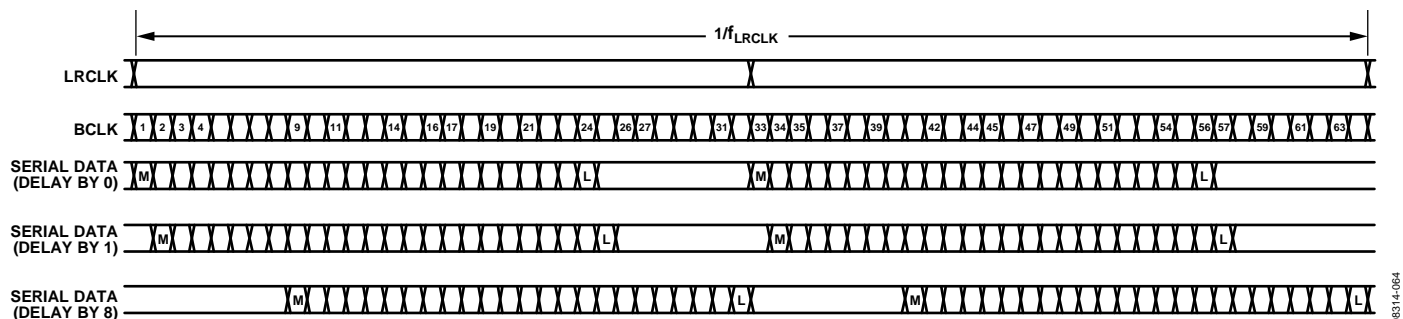 1/fLRCLK
LRCLK
BCLK 1 2 3 4 9 11 14 16 17 19 21 24 26 27 31 33 34 35 37 39 42 44 45 47 49 51 54 56 57 59 61 63
SERIAL DATA
(DELAY BY 0) M L M L
SERIAL DATA
(DELAY BY 1) M L M L
SERIAL DATA
(DELAY BY 8) M L M L